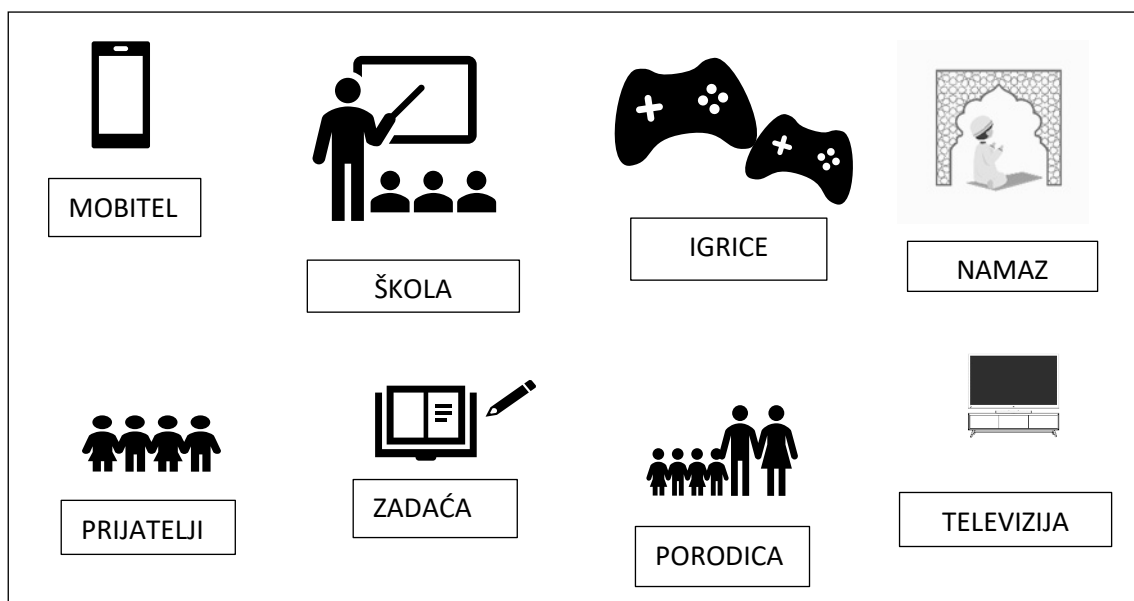 MOBITEL
ŠKOLA
IGRICE
NAMAZ
PRIJATELJI
ZADAĆA
PORODICA
TELEVIZIJA